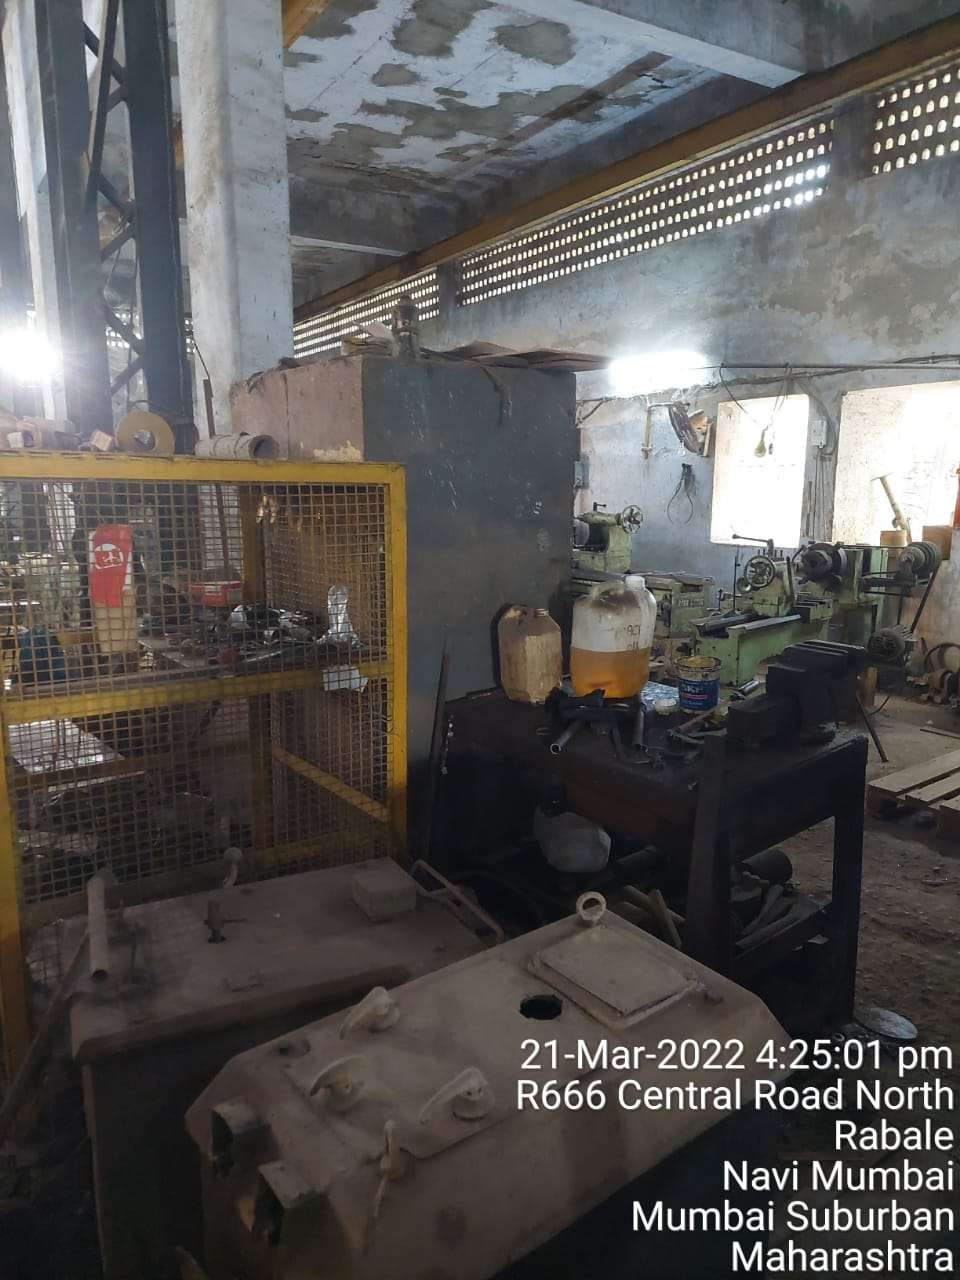 21-Mar-2022 4:25:01 pm
R666 Central Road North
Rabale
Navi Mumbai
Mumbai Suburban
Maharashtra